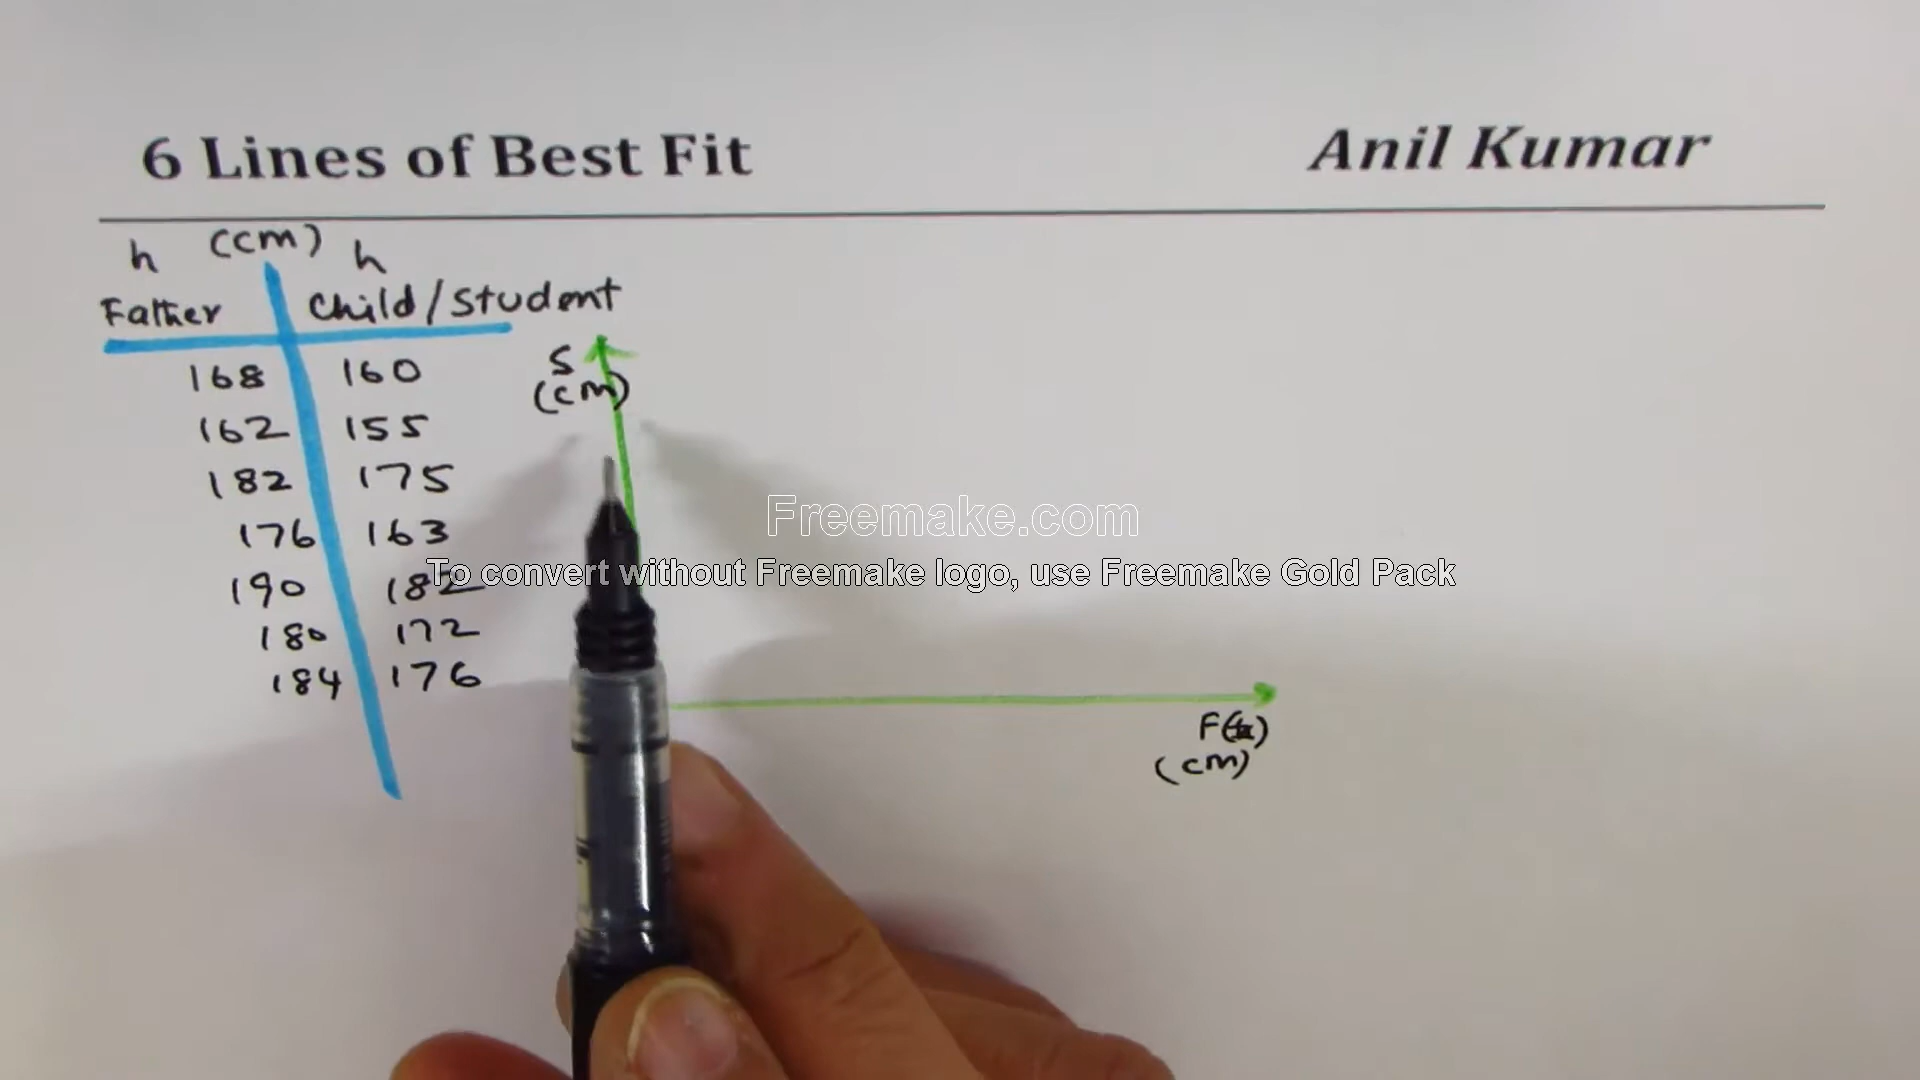 6 Lines of Best Fit
Anil Kumar
h (cm) h
Father Child/Student
168 160
162 155
182 175
176 163
190 182
180 172
184 176
S
(cm)
Freemake.com
To convert without Freemake logo, use Freemake Gold Pack
(cm)